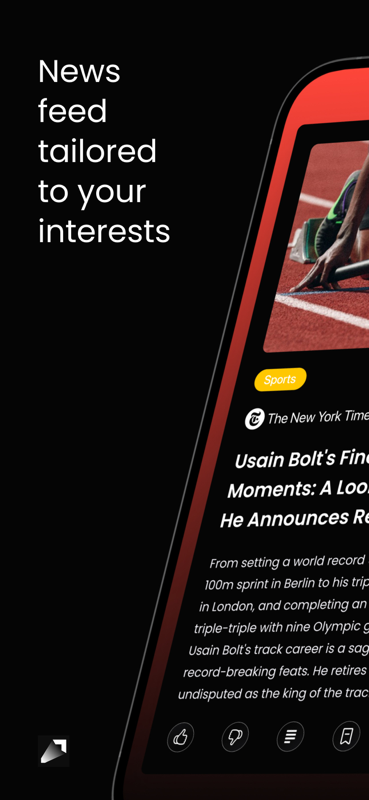 News
feed
tailored
to your
interests
Sports
The New York Time
Usain Bolt's Fin
Moments: A Loo
He Announces Re
From setting a world record
100m sprint in Berlin to his trip
in London, and completing an
triple-triple with nine Olympic g
Usain Bolt's track career is a sag
record-breaking feats. He retires
undisputed as the king of the trac